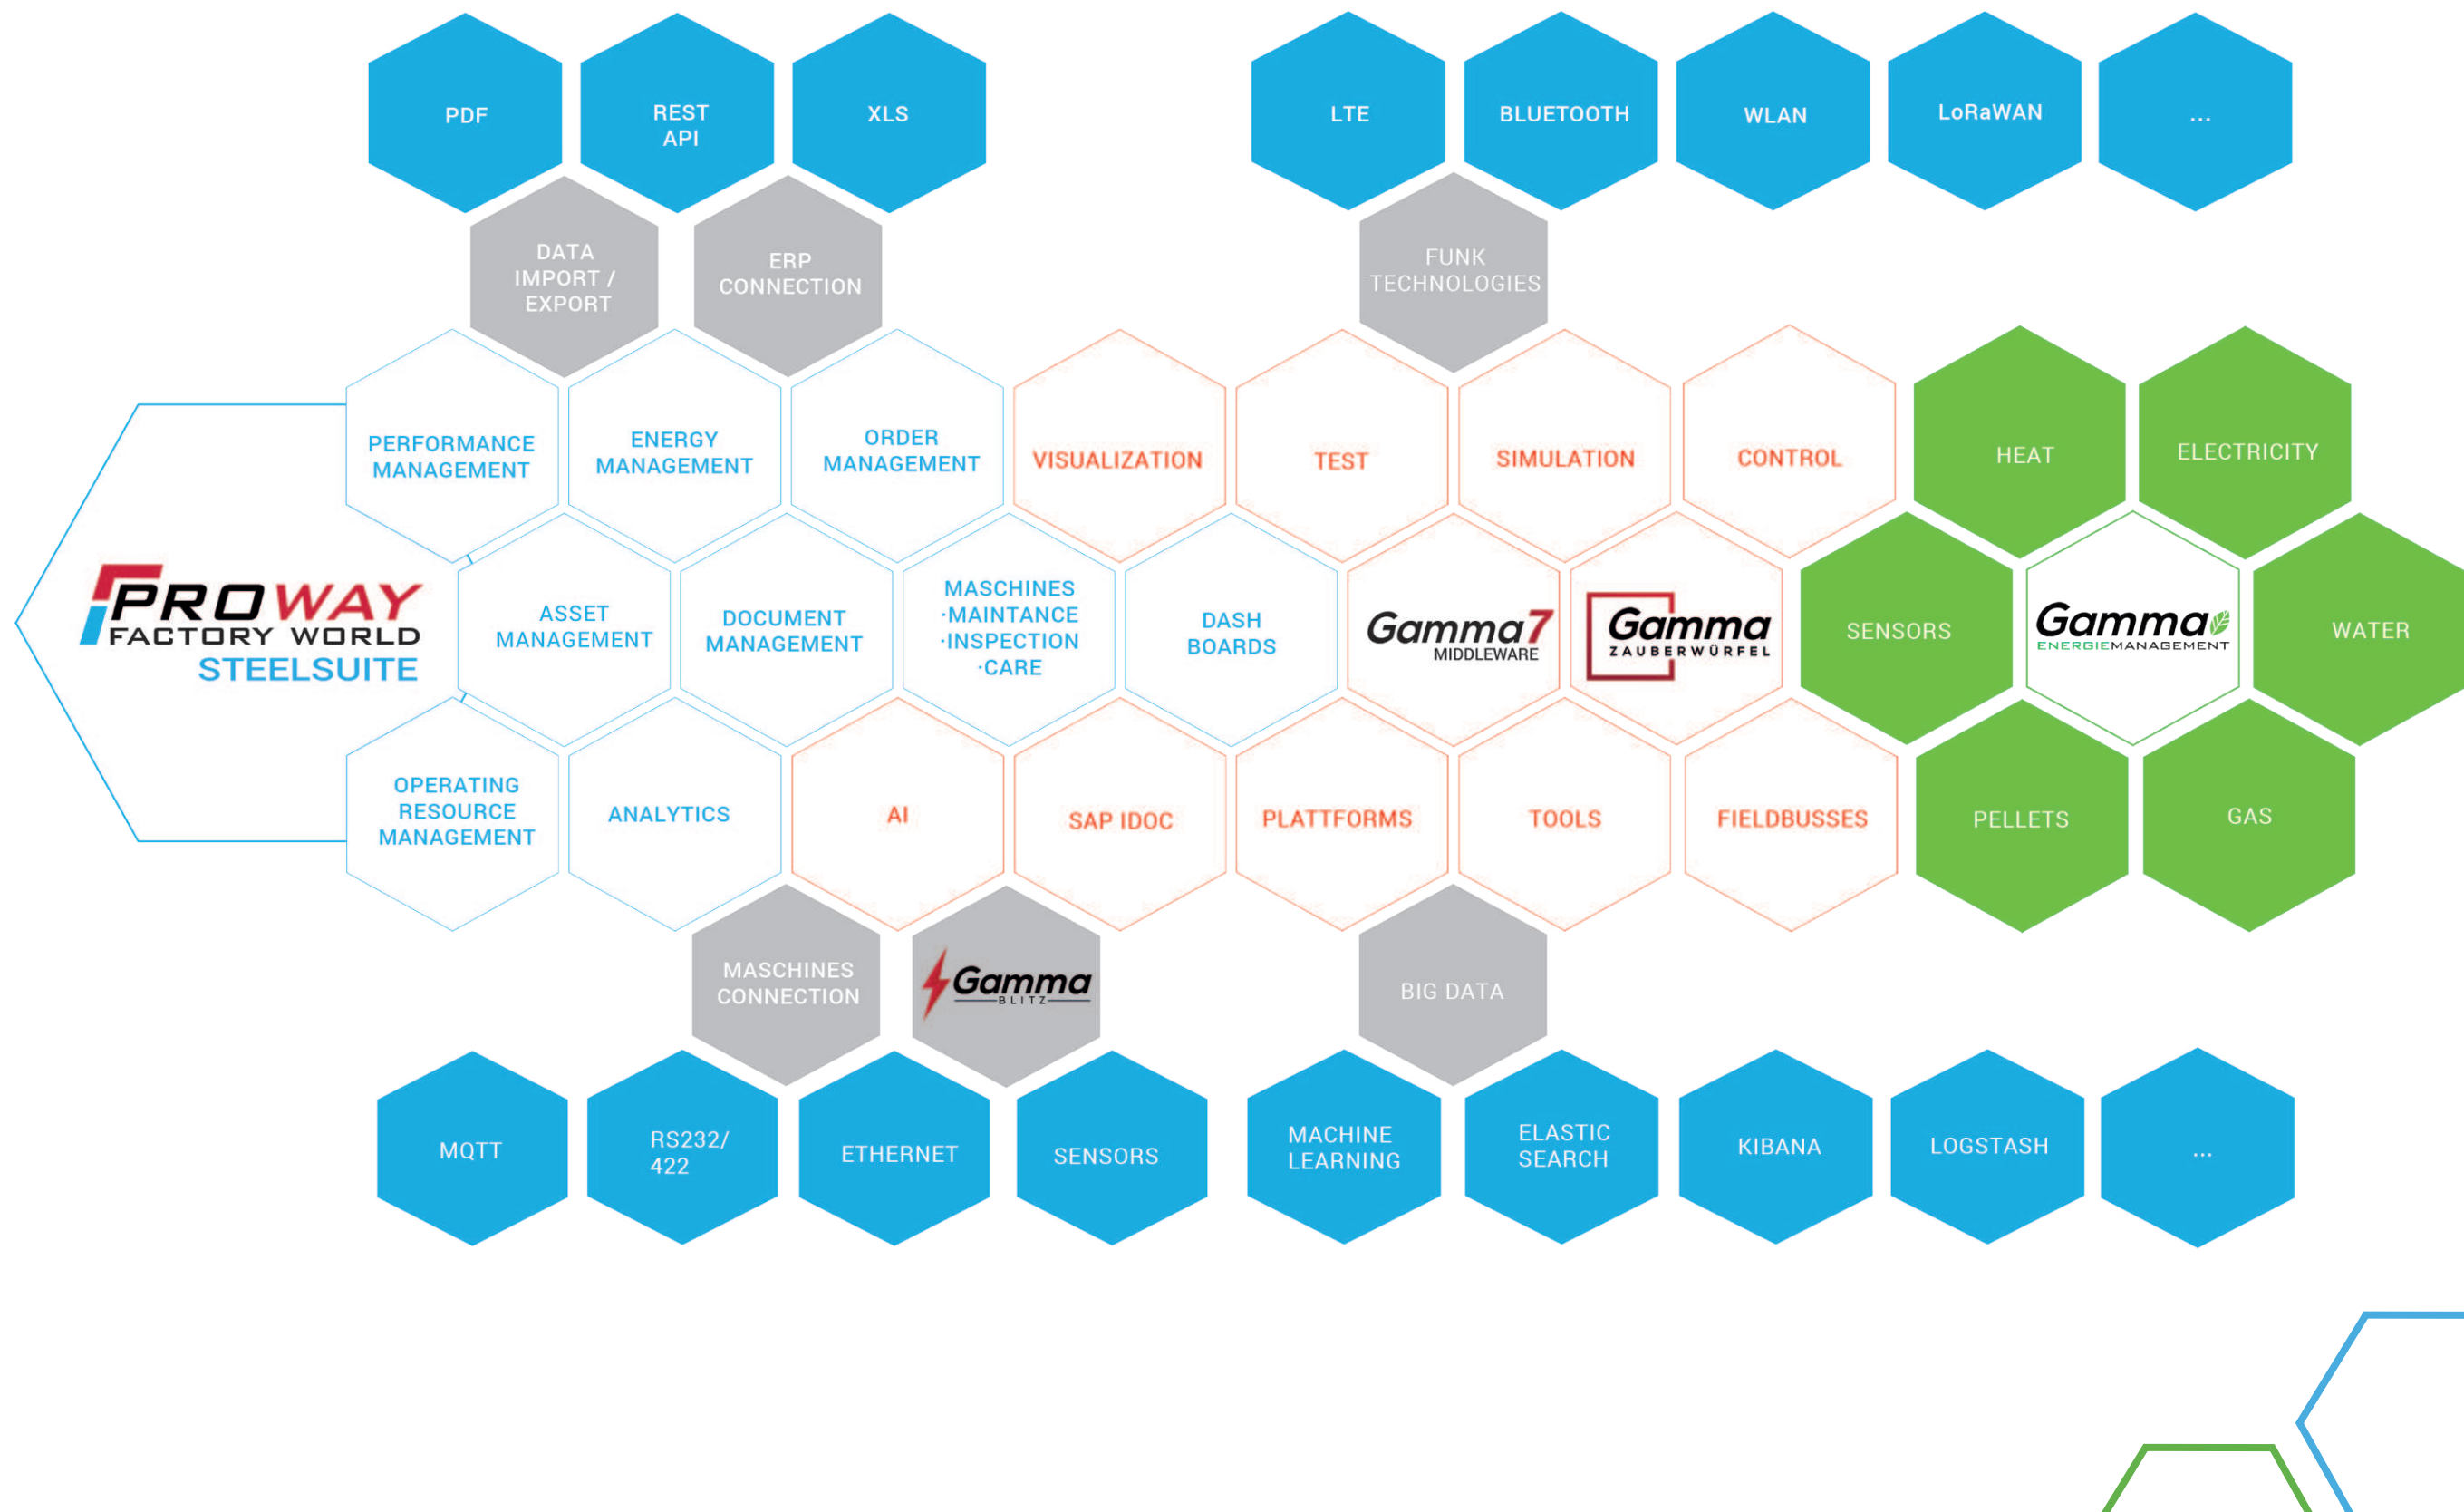 PDF
REST
API
XLS
LTE
BLUETOOTH
WLAN
LoRaWAN
...
DATA
IMPORT /
EXPORT
ERP
CONNECTION
FUNK
TECHNOLOGIES
PERFORMANCE
MANAGEMENT
ENERGY
MANAGEMENT
ORDER
MANAGEMENT
VISUALIZATION
TEST
SIMULATION
CONTROL
HEAT
ELECTRICITY
PROWAY
FACTORY WORLD
STEELSUITE
ASSET
MANAGEMENT
DOCUMENT
MANAGEMENT
MASCHINES
·MAINTANCE
·INSPECTION
·CARE
DASH
BOARDS
Gamma7
MIDDLEWARE
Gamma
ZAUBERWÜRFEL
SENSORS
Gamma
ENERGIEMANAGEMENT
WATER
OPERATING
RESOURCE
MANAGEMENT
ANALYTICS
AI
SAP IDOC
PLATTFORMS
TOOLS
FIELDBUSSES
PELLETS
GAS
MASCHINES
CONNECTION
Gamma
BLITZ
BIG DATA
MQTT
RS232/
422
ETHERNET
SENSORS
MACHINE
LEARNING
ELASTIC
SEARCH
KIBANA
LOGSTASH
...